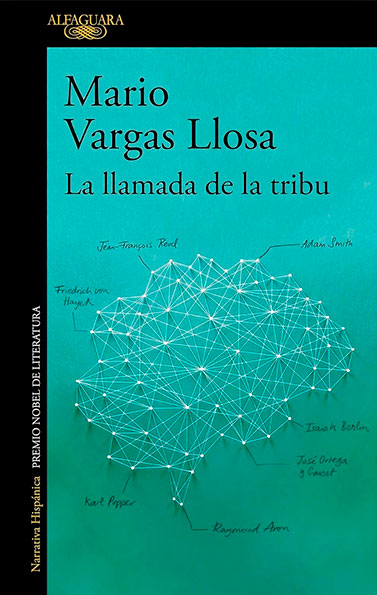 ALFAGUARA
Mario
Vargas Llosa
La llamada de la tribu
Jean-François Revel
Adam Smith
Friedrich von
Hayek
Isaiah Berlin
José Ortega
y Gasset
Karl Popper
Raymond Aron
Narrativa Hispánica PREMIO NOBEL DE LITERATURA